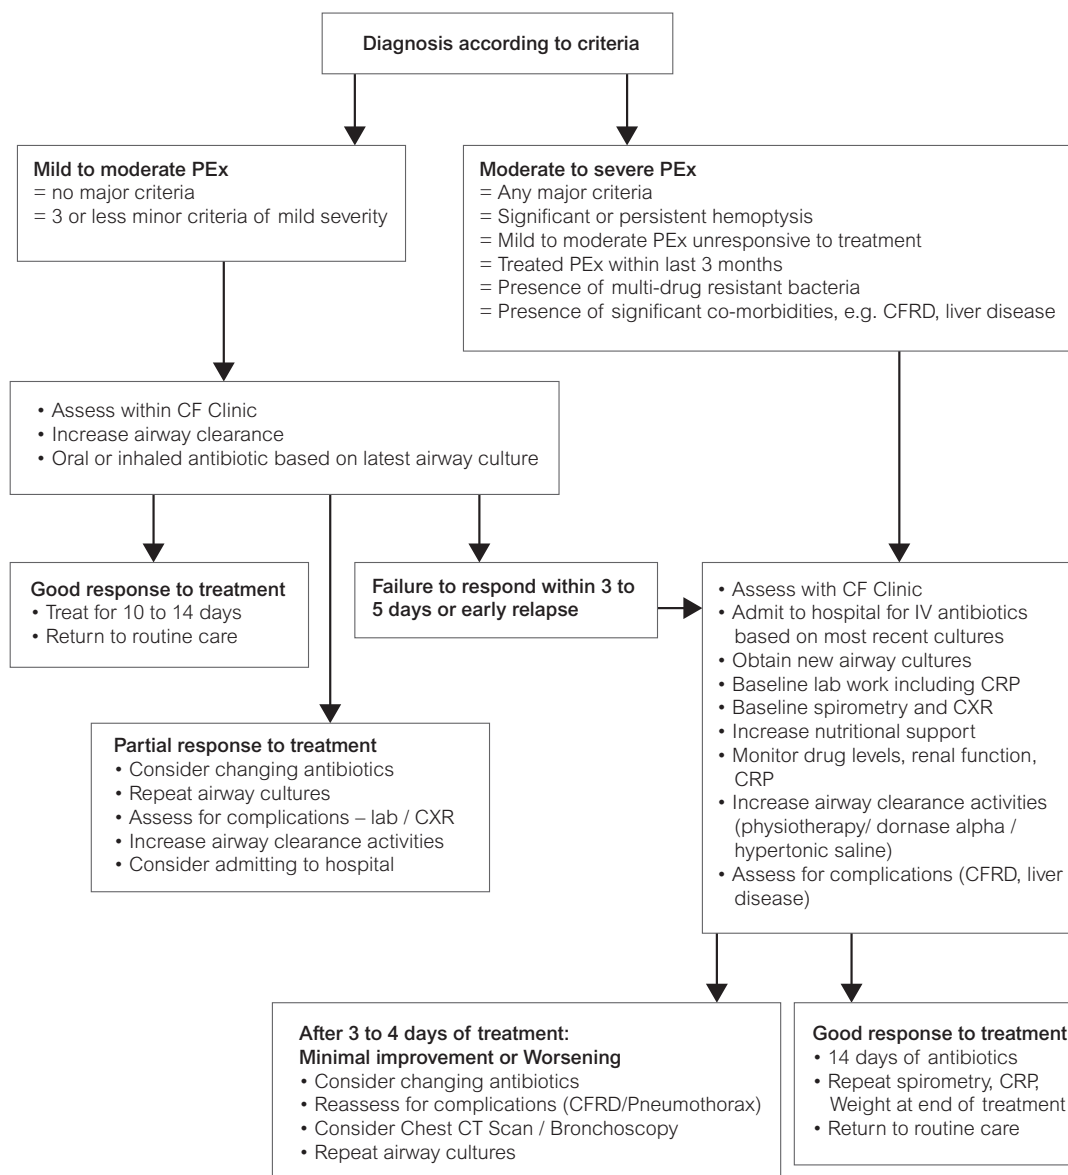 Diagnosis according to criteria
Mild to moderate PEx
= no major criteria
= 3 or less minor criteria of mild severity
Moderate to severe PEx
= Any major criteria
= Significant or persistent hemoptysis
= Mild to moderate PEx unresponsive to treatment
= Treated PEx within last 3 months
= Presence of multi-drug resistant bacteria
= Presence of significant co-morbidities, e.g. CFRD, liver disease
• Assess within CF Clinic
• Increase airway clearance
• Oral or inhaled antibiotic based on latest airway culture
Good response to treatment
• Treat for 10 to 14 days
• Return to routine care
Failure to respond within 3 to
5 days or early relapse
• Assess with CF Clinic
• Admit to hospital for IV antibiotics
based on most recent cultures
• Obtain new airway cultures
• Baseline lab work including CRP
• Baseline spirometry and CXR
• Increase nutritional support
• Monitor drug levels, renal function,
CRP
• Increase airway clearance activities
(physiotherapy/ dornase alpha /
hypertonic saline)
• Assess for complications (CFRD, liver
disease)
Partial response to treatment
• Consider changing antibiotics
• Repeat airway cultures
• Assess for complications – lab / CXR
• Increase airway clearance activities
• Consider admitting to hospital
After 3 to 4 days of treatment:
Minimal improvement or Worsening
• Consider changing antibiotics
• Reassess for complications (CFRD/Pneumothorax)
• Consider Chest CT Scan / Bronchoscopy
• Repeat airway cultures
Good response to treatment
• 14 days of antibiotics
• Repeat spirometry, CRP,
Weight at end of treatment
• Return to routine care